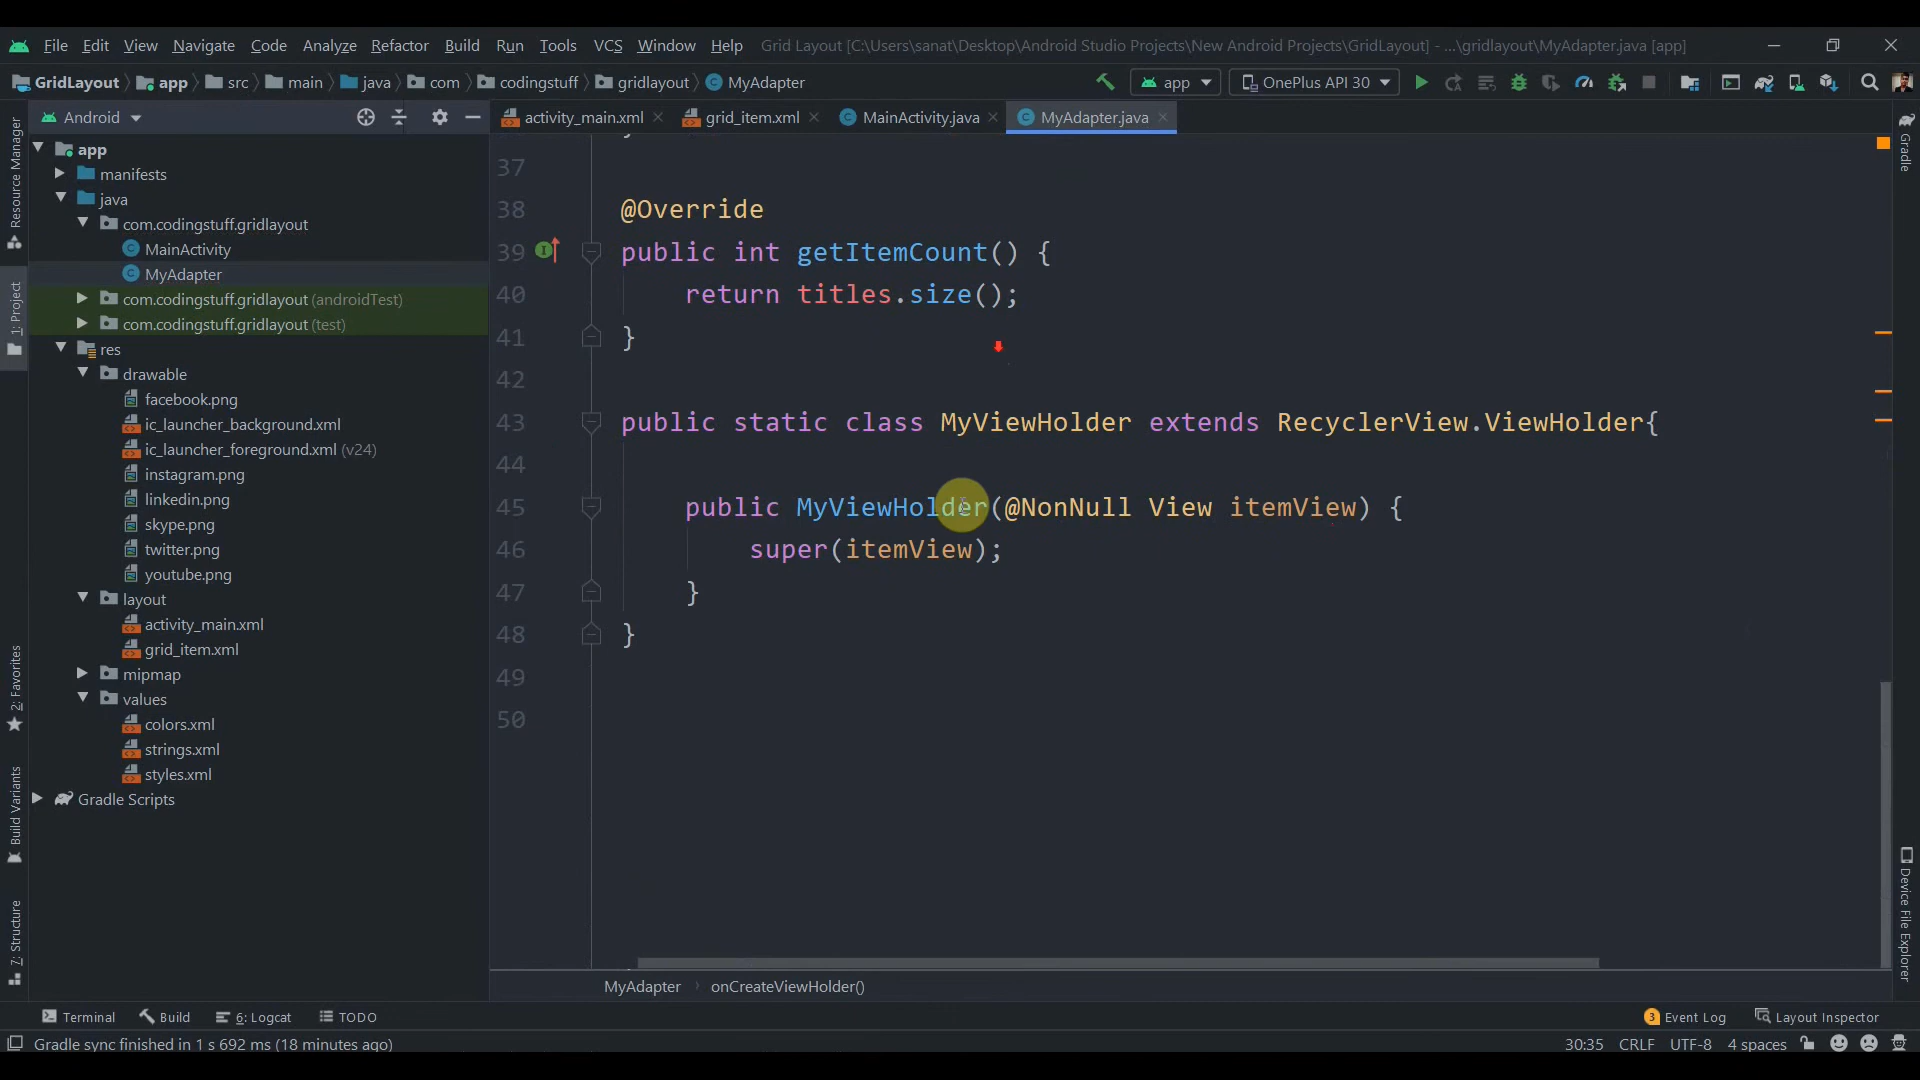 File Edit View Navigate Code Analyze Refactor Build Run Tools VCS Window Help Grid Layout [C:\Users\sanat\Desktop\Android Studio Projects\New Android Projects\GridLayout] - ...\gridlayout\MyAdapter.java [app]
GridLayout app src main java com codingstuff gridlayout MyAdapter app OnePlus API 30
Android
activity_main.xml grid_item.xml MainActivity.java MyAdapter.java
Resource Manager
1: Project
2: Favorites
Build Variants
7: Structure
app
manifests
java
com.codingstuff.gridlayout
MainActivity
MyAdapter
com.codingstuff.gridlayout (androidTest)
com.codingstuff.gridlayout (test)
res
drawable
facebook.png
ic_launcher_background.xml
ic_launcher_foreground.xml (v24)
instagram.png
linkedin.png
skype.png
twitter.png
youtube.png
layout
activity_main.xml
grid_item.xml
mipmap
values
colors.xml
strings.xml
styles.xml
Gradle Scripts
37
38 @Override
39 public int getItemCount() {
40 return titles.size();
41 }
42
43 public static class MyViewHolder extends RecyclerView.ViewHolder{
44
45 public MyViewHolder(@NonNull View itemView) {
46 super(itemView);
47 }
48 }
49
50
Gradle
Device File Explorer
MyAdapter onCreateViewHolder()
Terminal Build 6: Logcat TODO 3 Event Log Layout Inspector
Gradle sync finished in 1 s 692 ms (18 minutes ago) 30:35 CRLF UTF-8 4 spaces